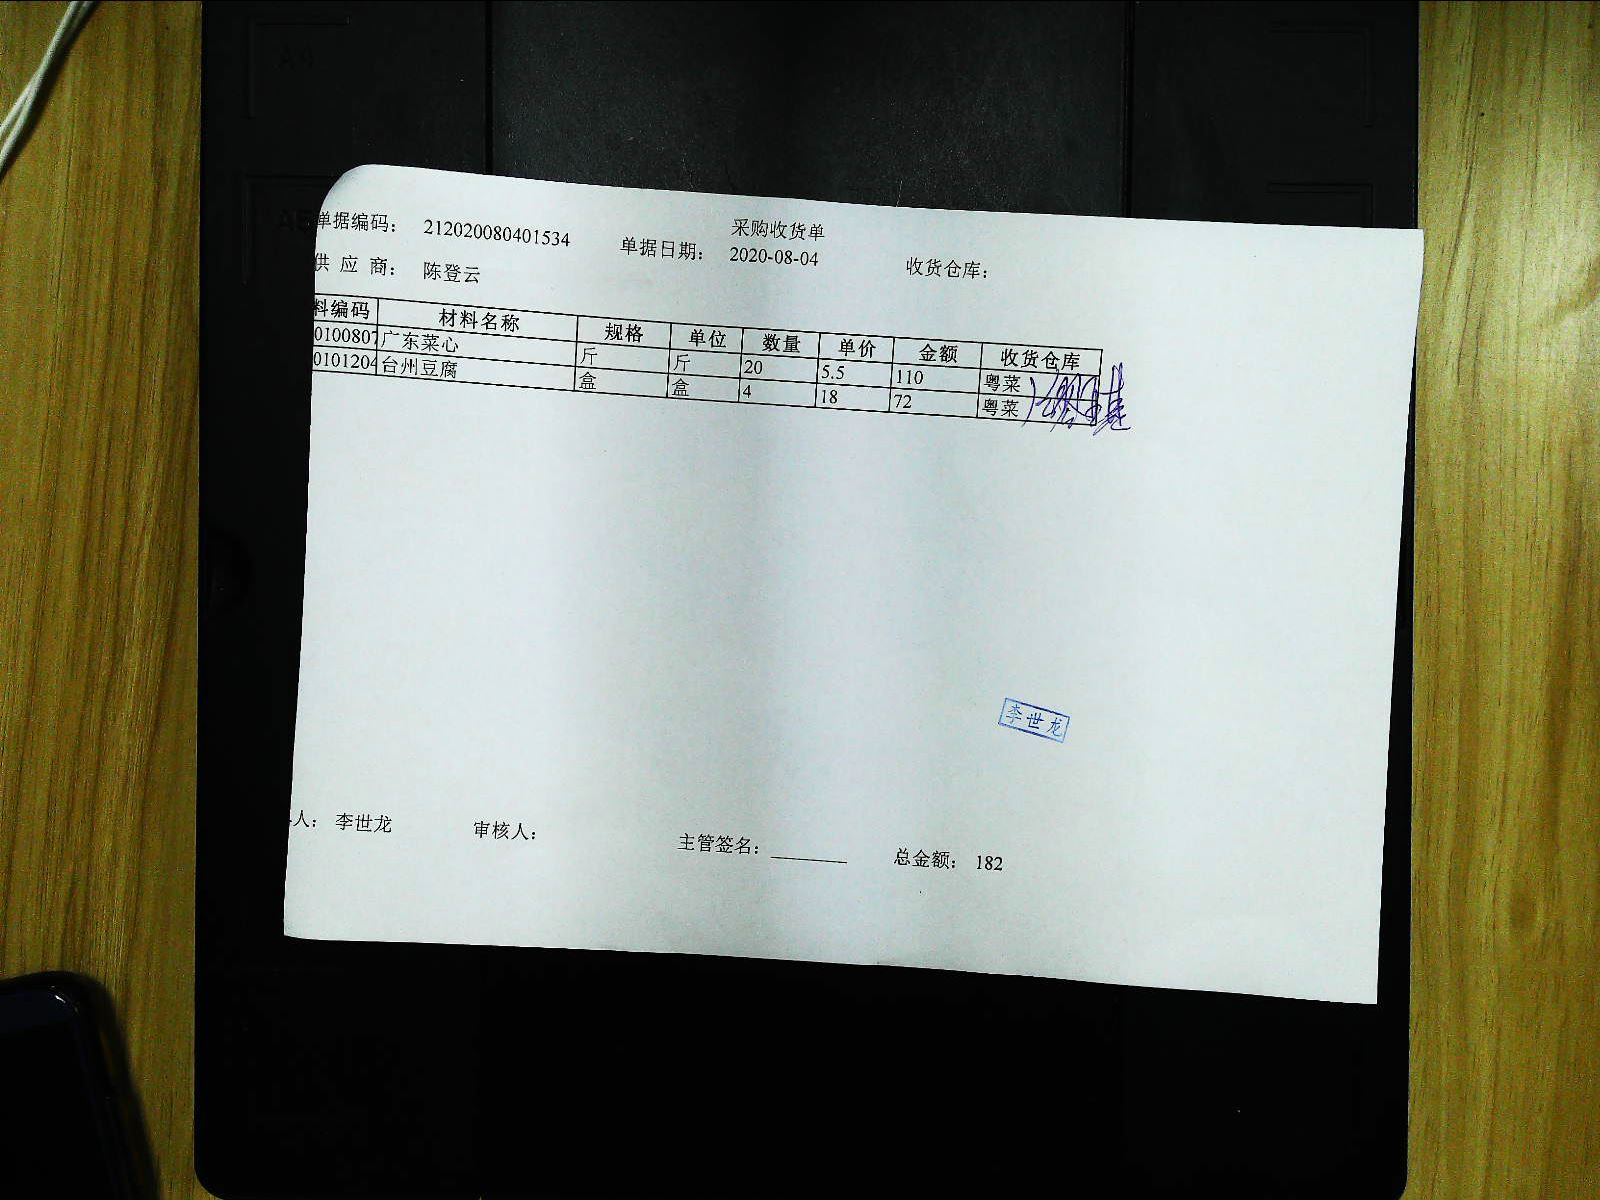 采购收货单
单据编码： 212020080401534 单据日期： 2020-08-04 收货仓库：
供 应 商： 陈登云
料编码 材料名称 规格 单位 数量 单价 金额 收货仓库
0100807 广东菜心 斤 斤 20 5.5 110 粤菜
0101204 台州豆腐 盒 盒 4 18 72 粤菜
李世龙
人： 李世龙 审核人： 主管签名： 总金额： 182